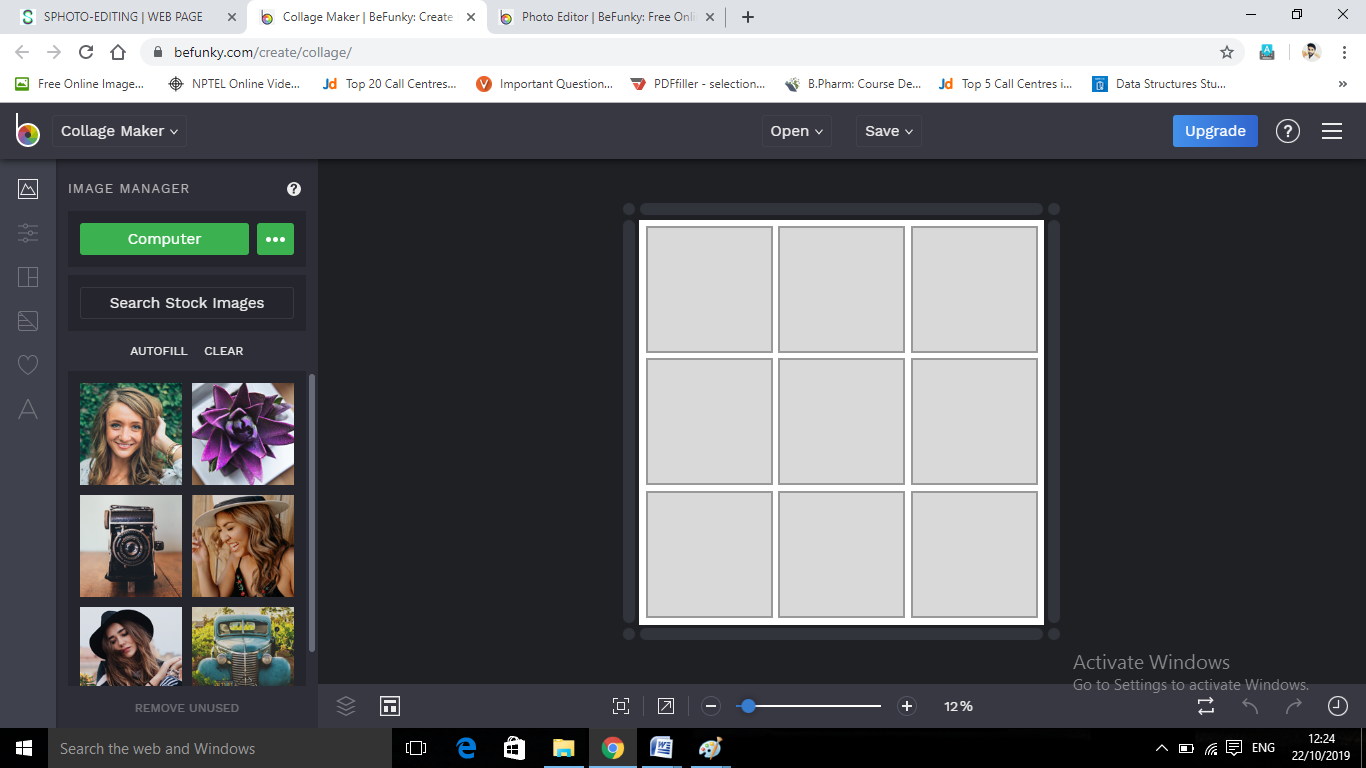 SPHOTO-EDITING | WEB PAGE
Collage Maker | BeFunky: Create
Photo Editor | BeFunky: Free Onli
befunky.com/create/collage/
Free Online Image...
NPTEL Online Vide...
Jd Top 20 Call Centres...
Important Question...
PDFfiller - selection...
B.Pharm: Course De...
Jd Top 5 Call Centres i...
Data Structures Stu...
Collage Maker
Open
Save
Upgrade
?
IMAGE MANAGER ?
Computer
Search Stock Images
AUTOFILL CLEAR
REMOVE UNUSED
12 %
Activate Windows
Go to Settings to activate Windows.
Search the web and Windows
ENG
12:24
22/10/2019